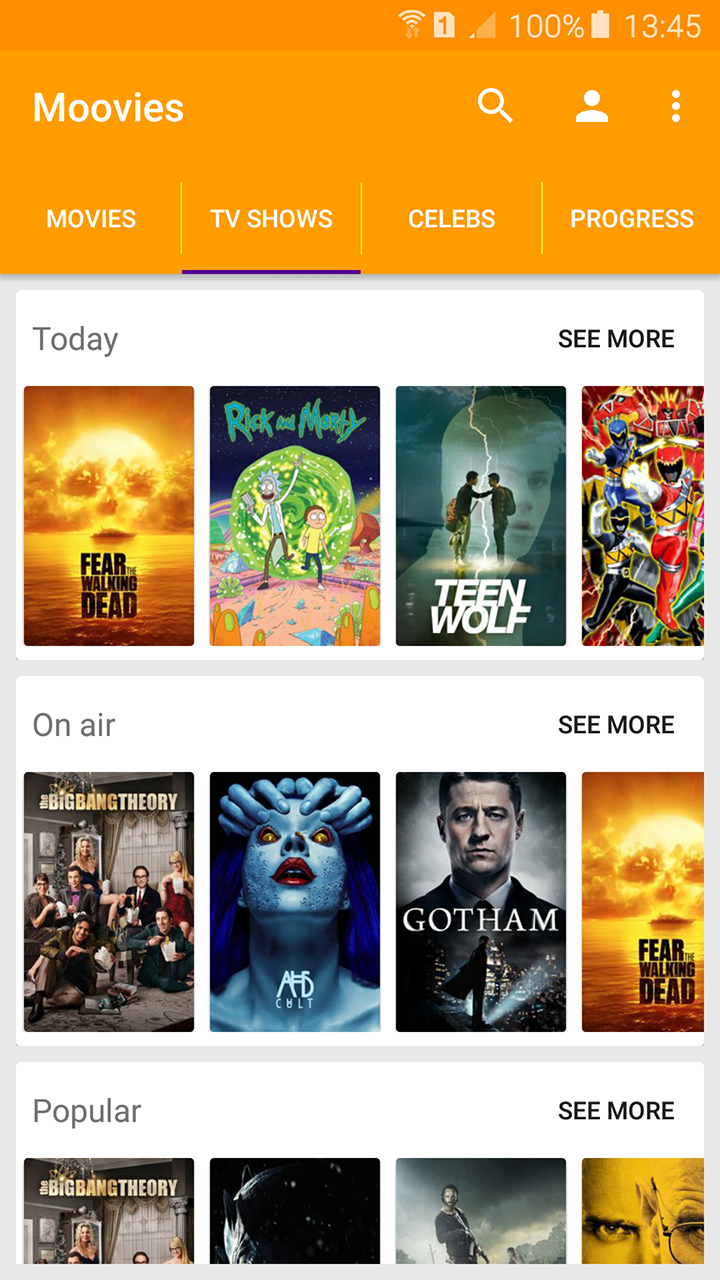 1 100% 13:45
Moovies
MOVIES TV SHOWS CELEBS PROGRESS
Today SEE MORE
FEAR THE WALKING DEAD
Rick and Morty
TEEN WOLF
On air SEE MORE
the BIG BANG THEORY
AHS
CULT
GOTHAM
FEAR THE WALKING DEAD
Popular SEE MORE
the BIG BANG THEORY